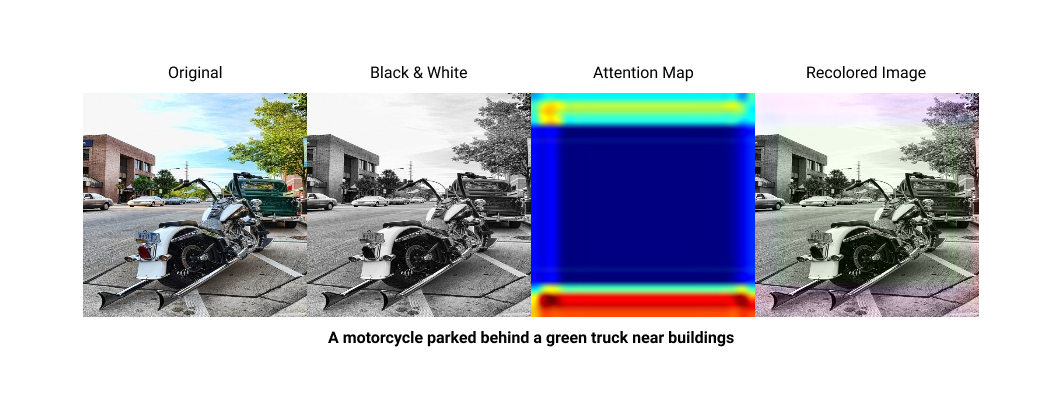 Original
Black & White
Attention Map
Recolored Image
A motorcycle parked behind a green truck near buildings